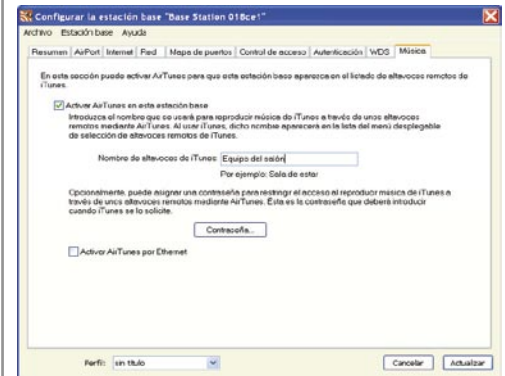 Configurar la estación base "Base Station 018ce1"
Archivo Estación base Ayuda
Resumen AirPort Internet Red Mapa de puertos Control de acceso Autenticación WDS Música
En esta sección puede activar AirTunes para que esta estación base aparezca en el listado de altavoces remotos de
iTunes.
Activar AirTunes en esta estación base
Introduzca el nombre que se usará para reproducir música de iTunes a través de unos altavoces
remotos mediante AirTunes. Al usar iTunes, dicho nombre aparecerá en la lista del menú desplegable
de selección de altavoces remotos de iTunes.
Nombre de altavoces de iTunes: Equipo del salón
Por ejemplo: Sala de estar
Opcionalmente, puede asignar una contraseña para restringir el acceso al reproducir música de iTunes a
través de unos altavoces remotos mediante AirTunes. Ésta es la contraseña que deberá introducir
cuando iTunes se lo solicite.
Contraseña...
Activar AirTunes por Ethernet
Perfil: sin título
Cancelar Actualizar